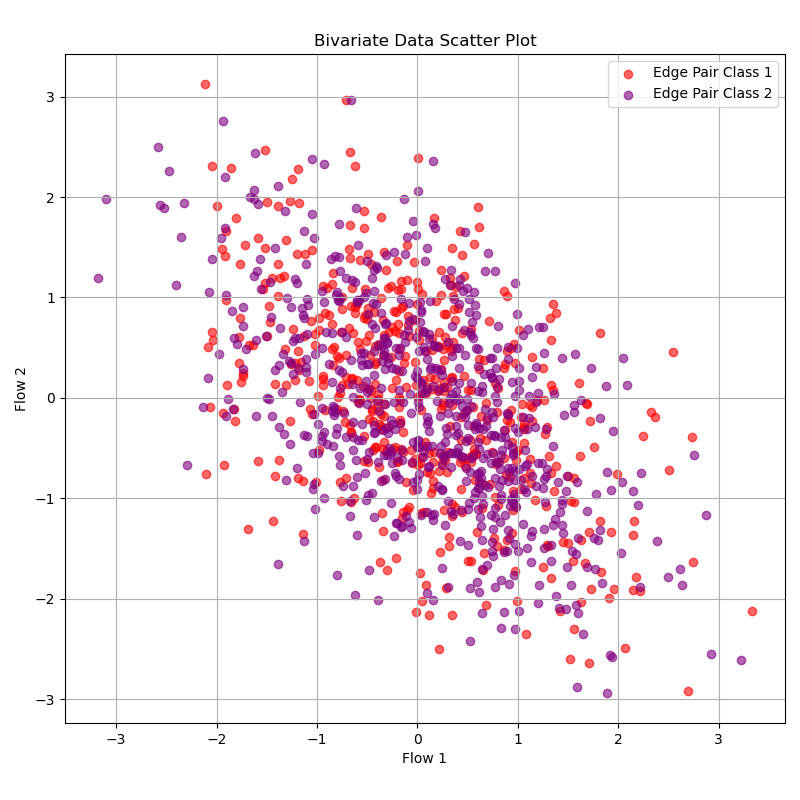 Bivariate Data Scatter Plot
Edge Pair Class 1
Edge Pair Class 2
3
2
1
0
−1
−2
−3
Flow 2
−3
−2
−1
0
1
2
3
Flow 1